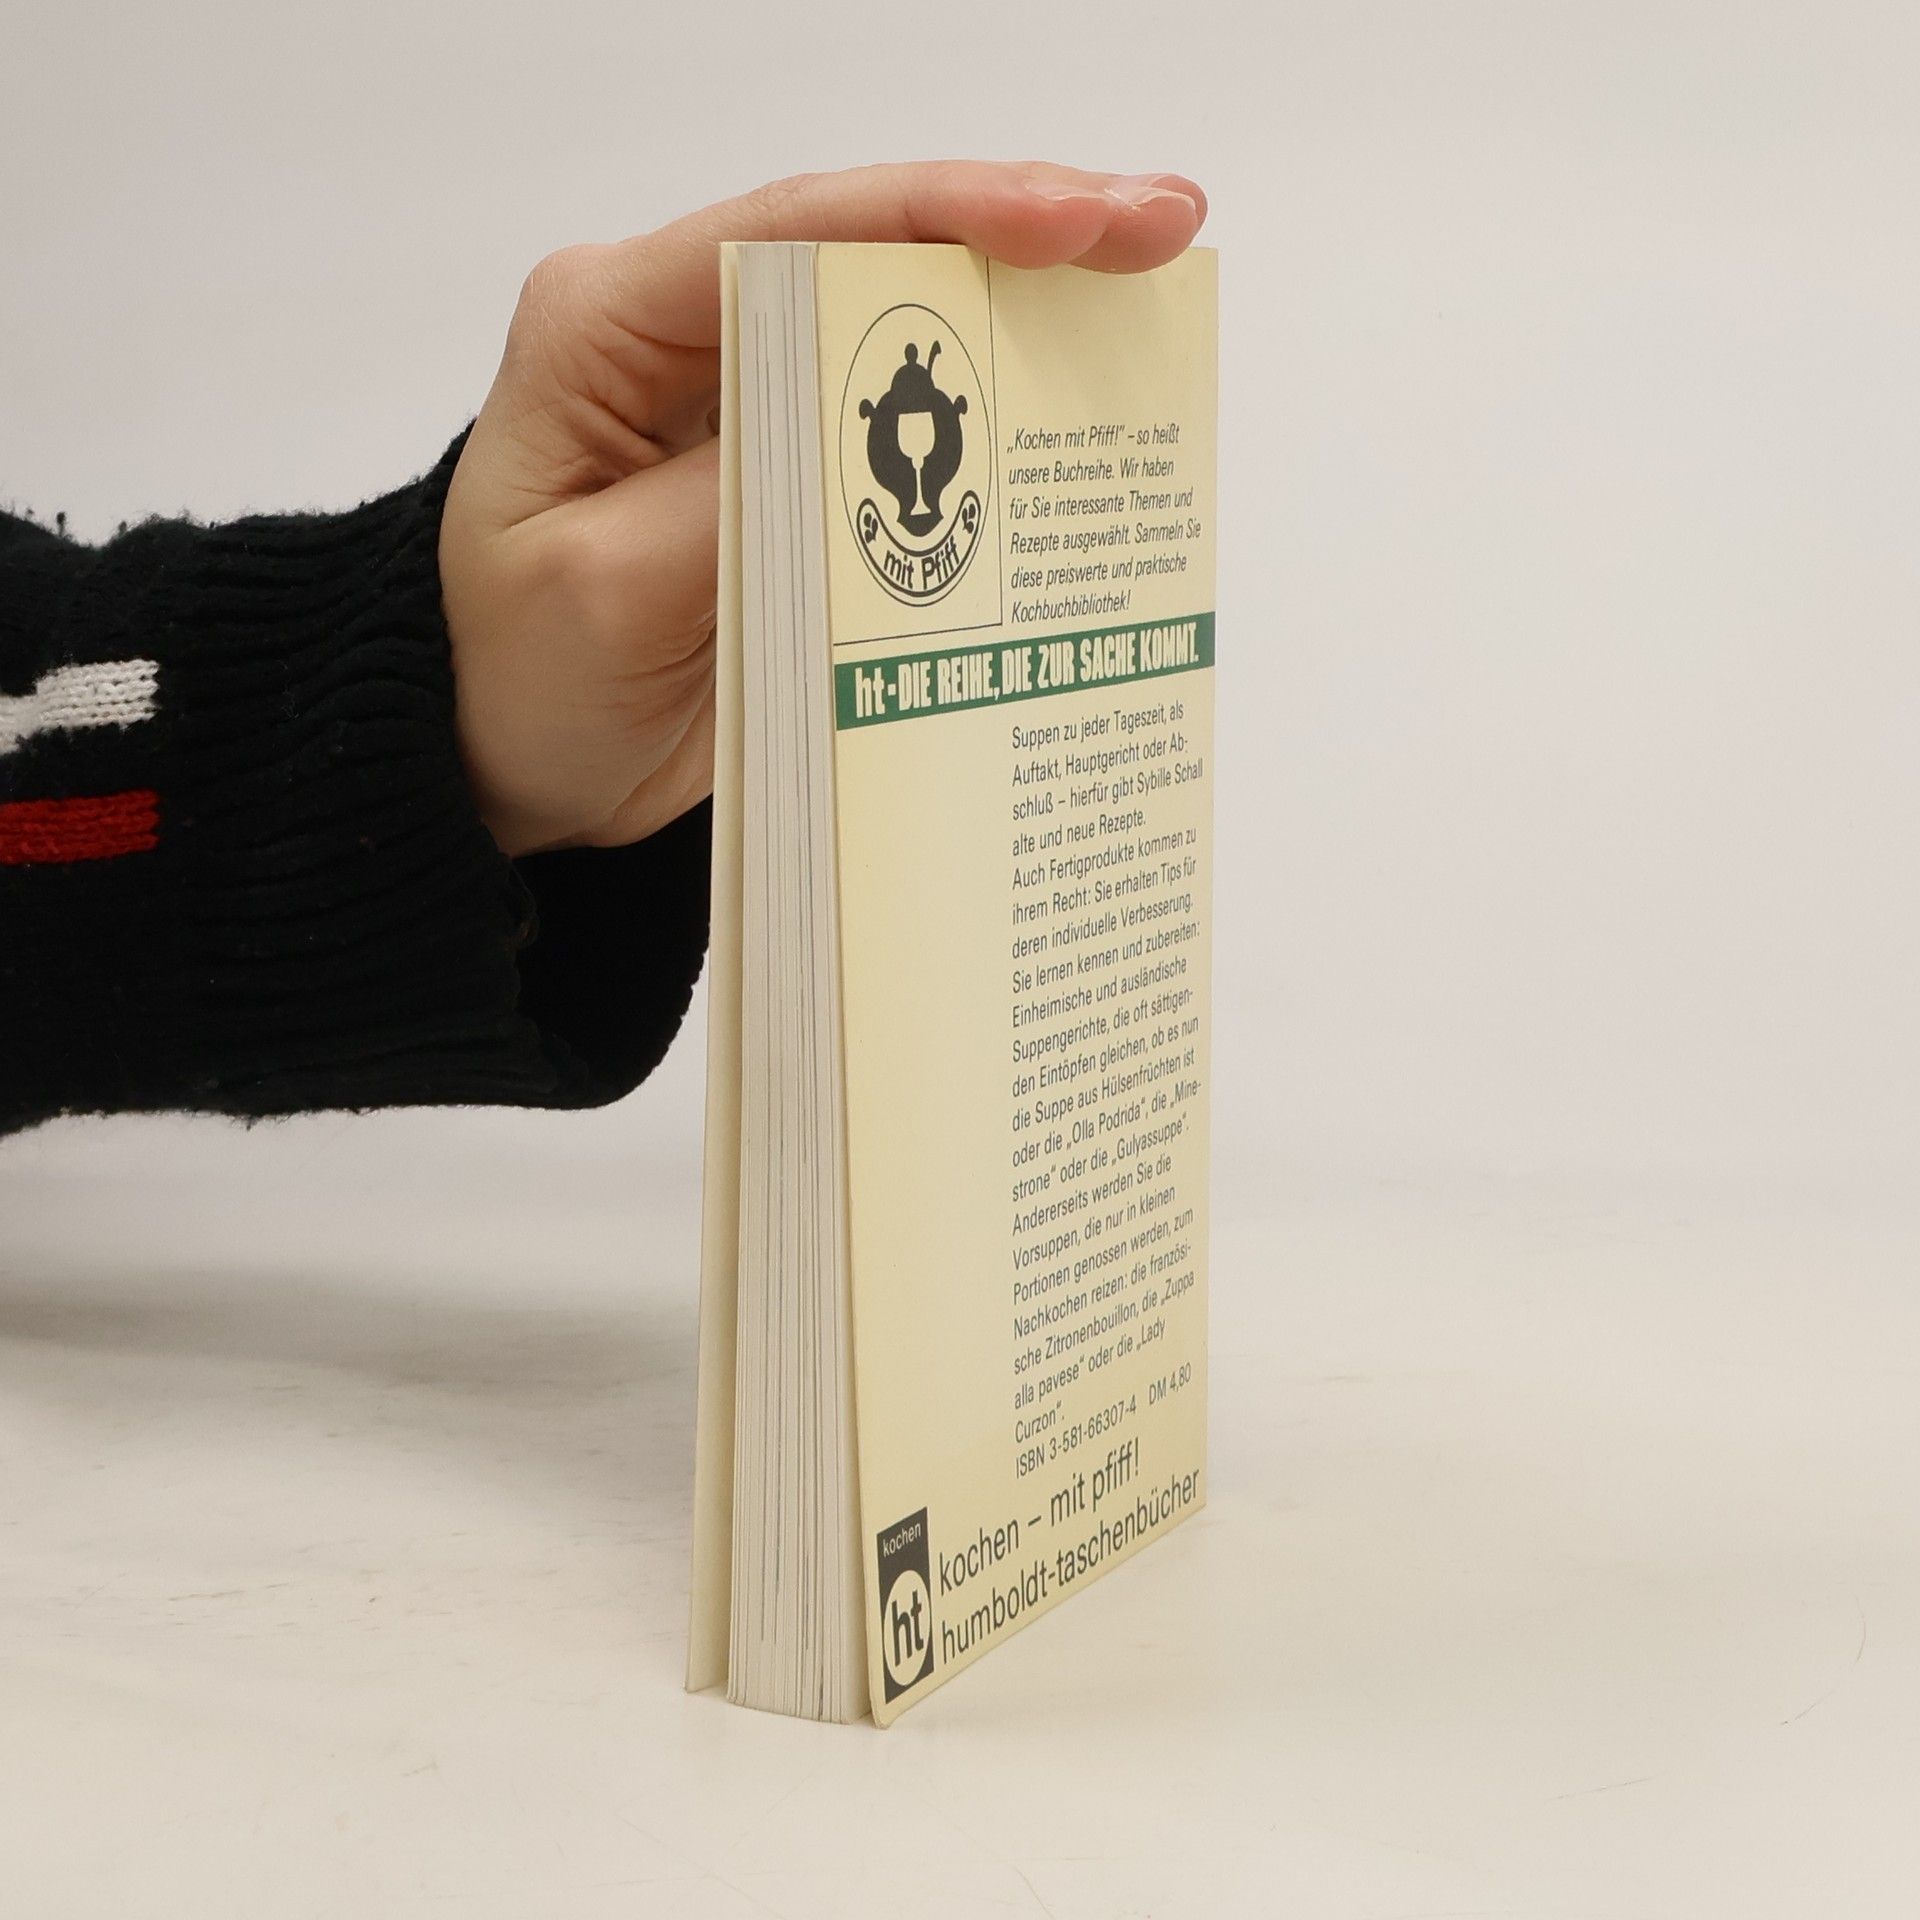 mit Pfiff
„Kochen mit Pfiff!" – so heißt
unsere Buchreihe. Wir haben
für Sie interessante Themen und
Rezepte ausgewählt. Sammeln Sie
diese preiswerte und praktische
Kochbuchbibliothek!
ht-DIE REIHE, DIE ZUR SACHE KOMMT.
Suppen zu jeder Tageszeit, als
Auftakt, Hauptgericht oder Ab-
schluß – hierfür gibt Sybille Schall
alte und neue Rezepte.
Auch Fertigprodukte kommen zu
ihrem Recht: Sie erhalten Tips für
deren individuelle Verbesserung.
Sie lernen kennen und zubereiten:
Einheimische und ausländische
Suppengerichte, die oft sättigen-
den Eintöpfen gleichen, ob es nun
die Suppe aus Hülsenfrüchten ist
oder die „Olla Podrida", die „Mine-
strone" oder die „Gulyassuppe".
Andererseits werden Sie die
Vorsuppen, die nur in kleinen
Portionen genossen werden, zum
Nachkochen reizen: die französi-
sche Zitronenbouillon, die „Zuppa
alla pavese" oder die „Lady
Curzon".
ISBN 3-581-66307-4 DM 4,80
kochen
ht
kochen – mit pfiff!
humboldt-taschenbücher